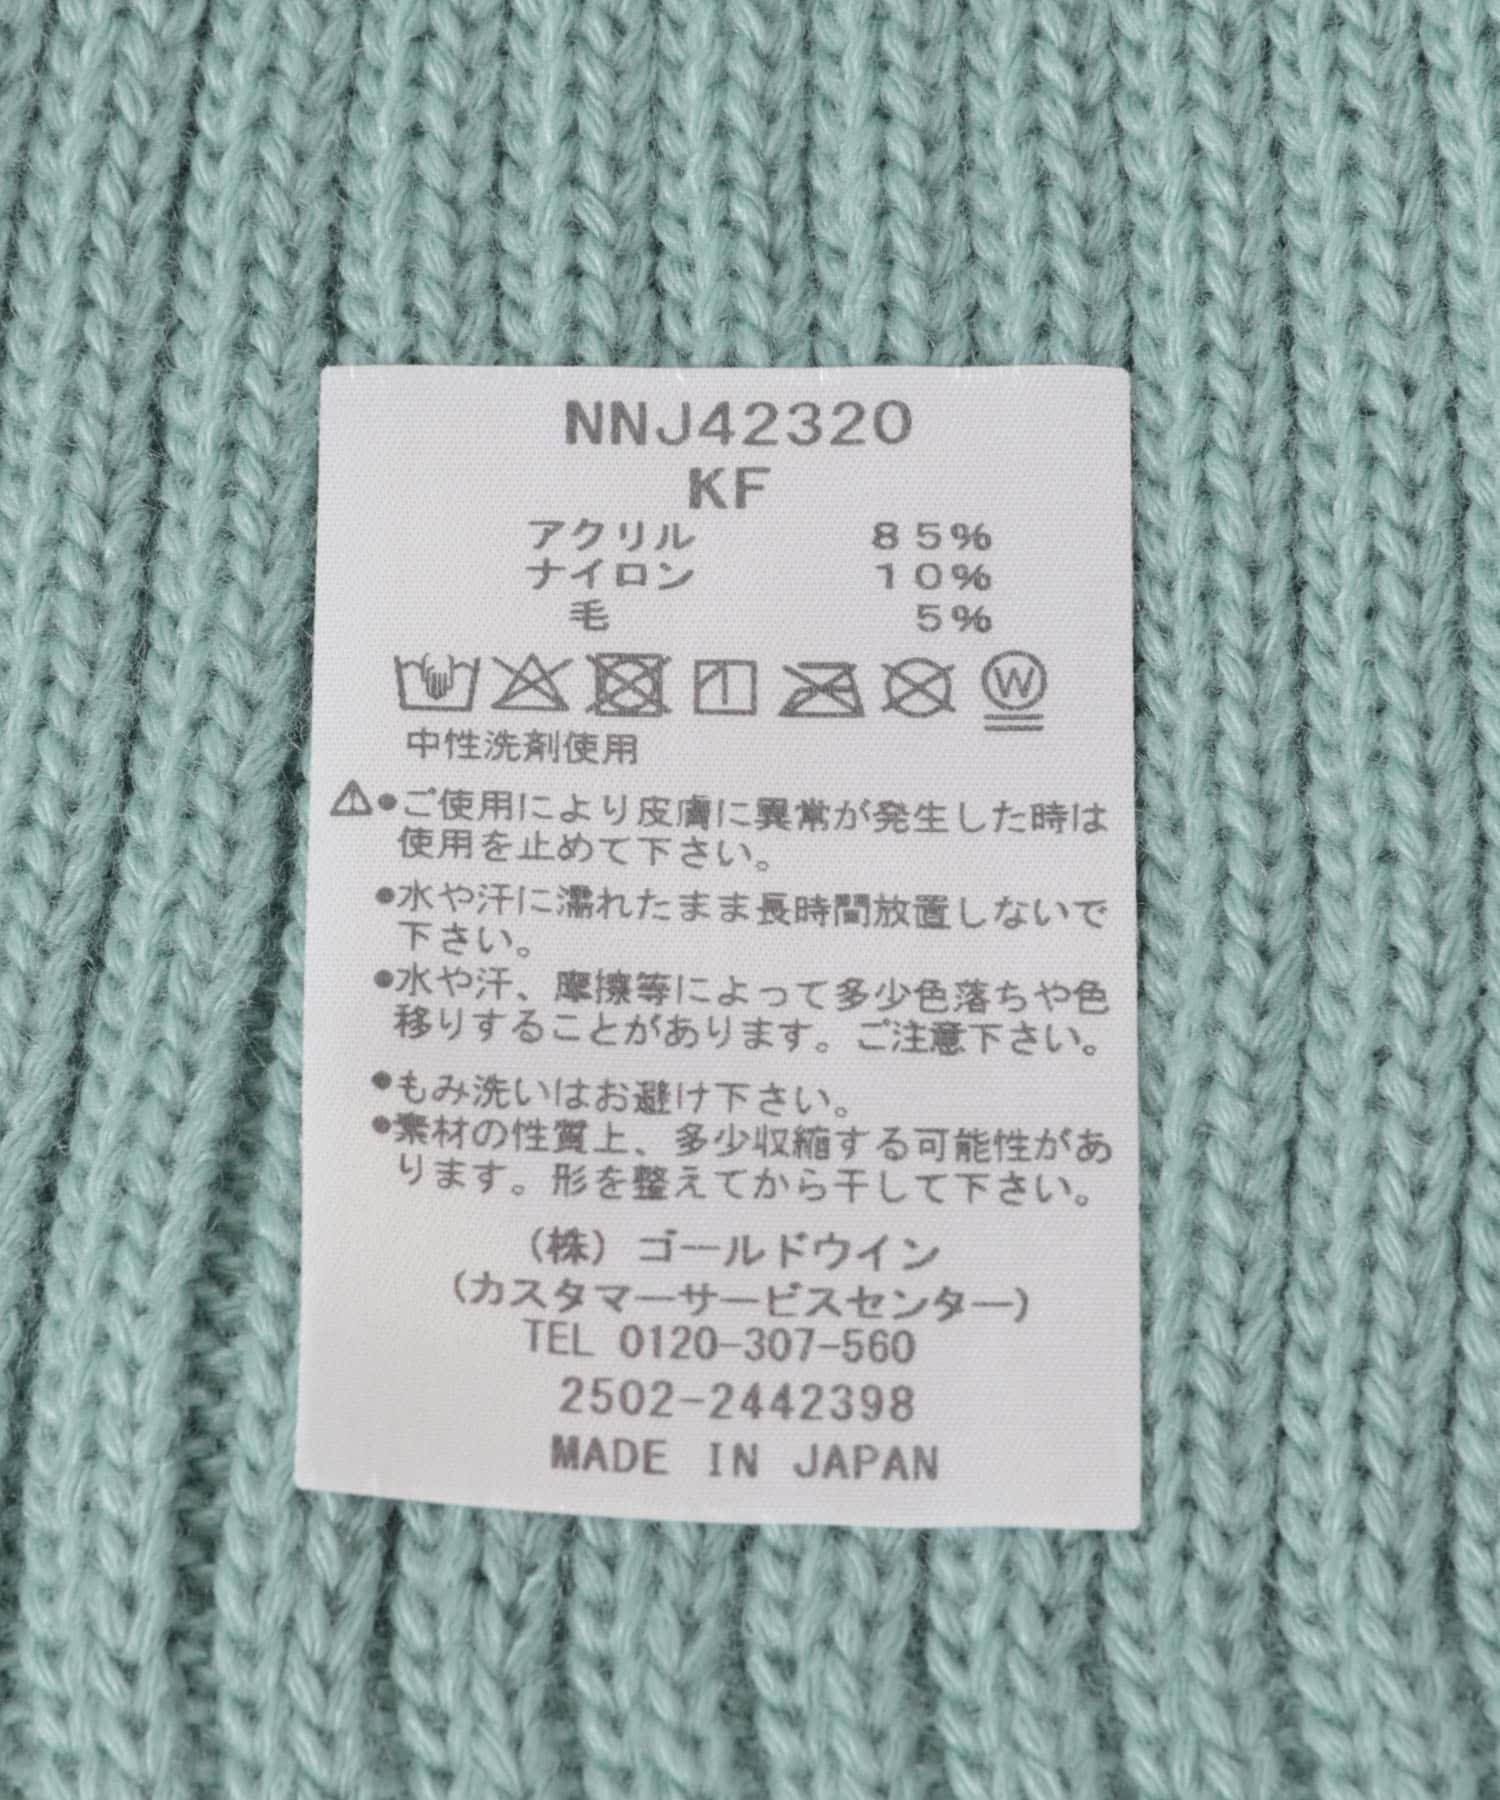 NNJ42320
KF
アクリル 85%
ナイロン 10%
毛 5%
W
中性洗剤使用
⚠●ご使用により皮膚に異常が発生した時は
使用を止めて下さい。
●水や汗に濡れたまま長時間放置しないで
下さい。
●水や汗、摩擦等によって多少色落ちや色
移りすることがあります。ご注意下さい。
●もみ洗いはお避け下さい。
●素材の性質上、多少収縮する可能性があ
ります。形を整えてから干して下さい。
(株)ゴールドウイン
(カスタマーサービスセンター)
TEL 0120-307-560
2502-2442398
MADE IN JAPAN